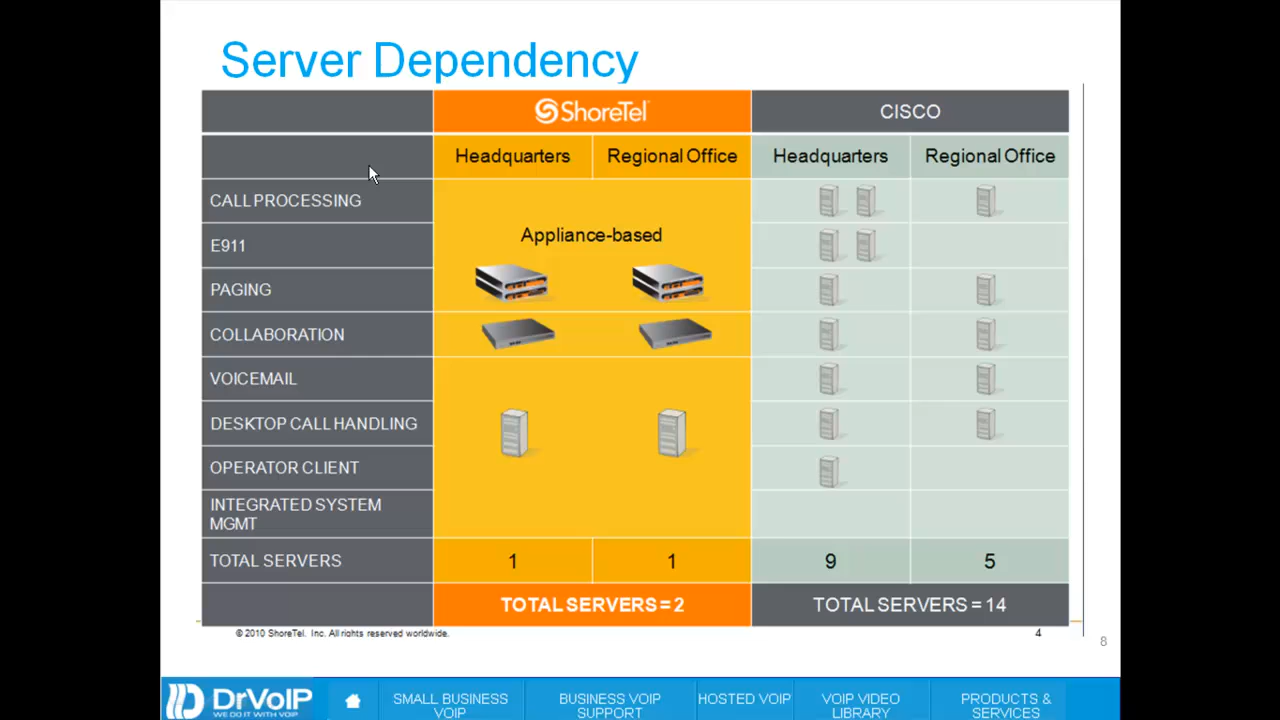 Server Dependency
ShoreTel CISCO
Headquarters Regional Office Headquarters Regional Office
CALL PROCESSING
Appliance-based
E911
PAGING
COLLABORATION
VOICEMAIL
DESKTOP CALL HANDLING
OPERATOR CLIENT
INTEGRATED SYSTEM
MGMT
TOTAL SERVERS 1 1 9 5
TOTAL SERVERS = 2 TOTAL SERVERS = 14
© 2010 ShoreTel, Inc. All rights reserved worldwide. 4
8
DrVoIP
WE DO IT WITH VOIP
SMALL BUSINESS
VOIP
BUSINESS VOIP
SUPPORT
HOSTED VOIP
VOIP VIDEO
LIBRARY
PRODUCTS &
SERVICES